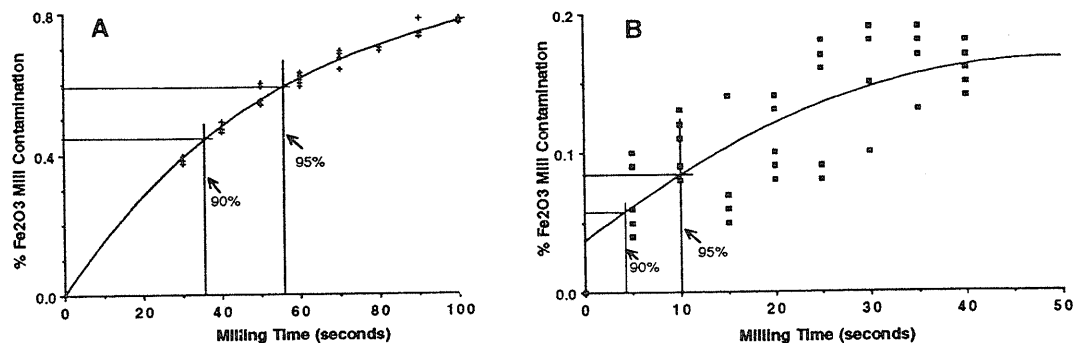 A
% Fe2O3 Mill Contamination
0.8
0.4
0.0
95%
90%
0 20 40 60 80 100
Milling Time (seconds)
B
% Fe2O3 Mill Contamination
0.2
0.1
0.0
95%
90%
0 10 20 30 40 50
Milling Time (seconds)